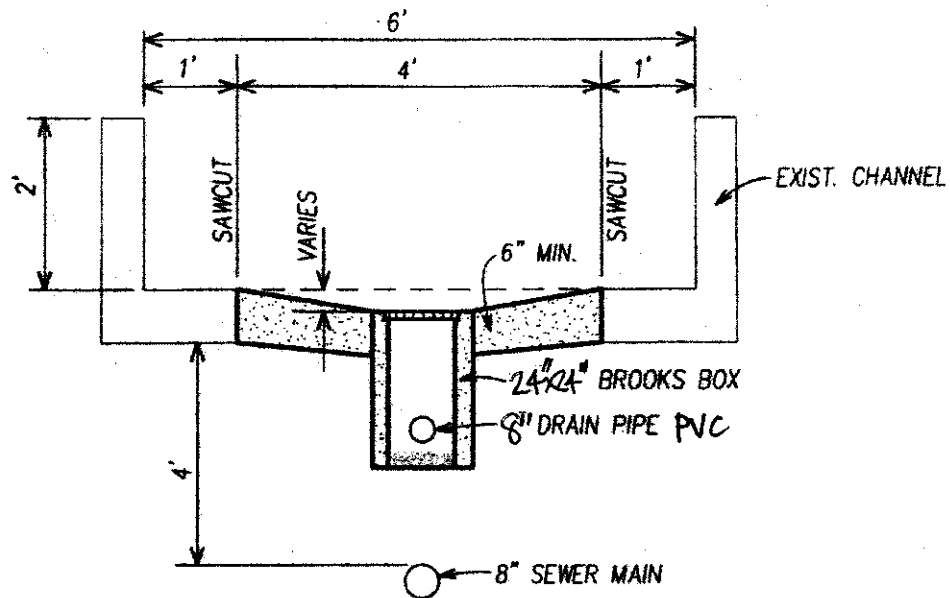 6'
1'
4'
1'
2'
SAWCUT
VARIES
SAWCUT
EXIST. CHANNEL
6" MIN.
24"x24" BROOKS BOX
8" DRAIN PIPE PVC
4'
8" SEWER MAIN